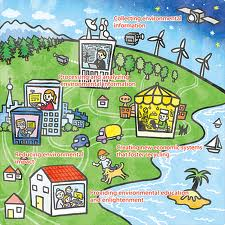 Collecting environmental
information
Processing and analyzing
environmental information
Creating new economic systems
that foster recycling
Reducing environmental
impact
Providing environmental education
and enlightenment